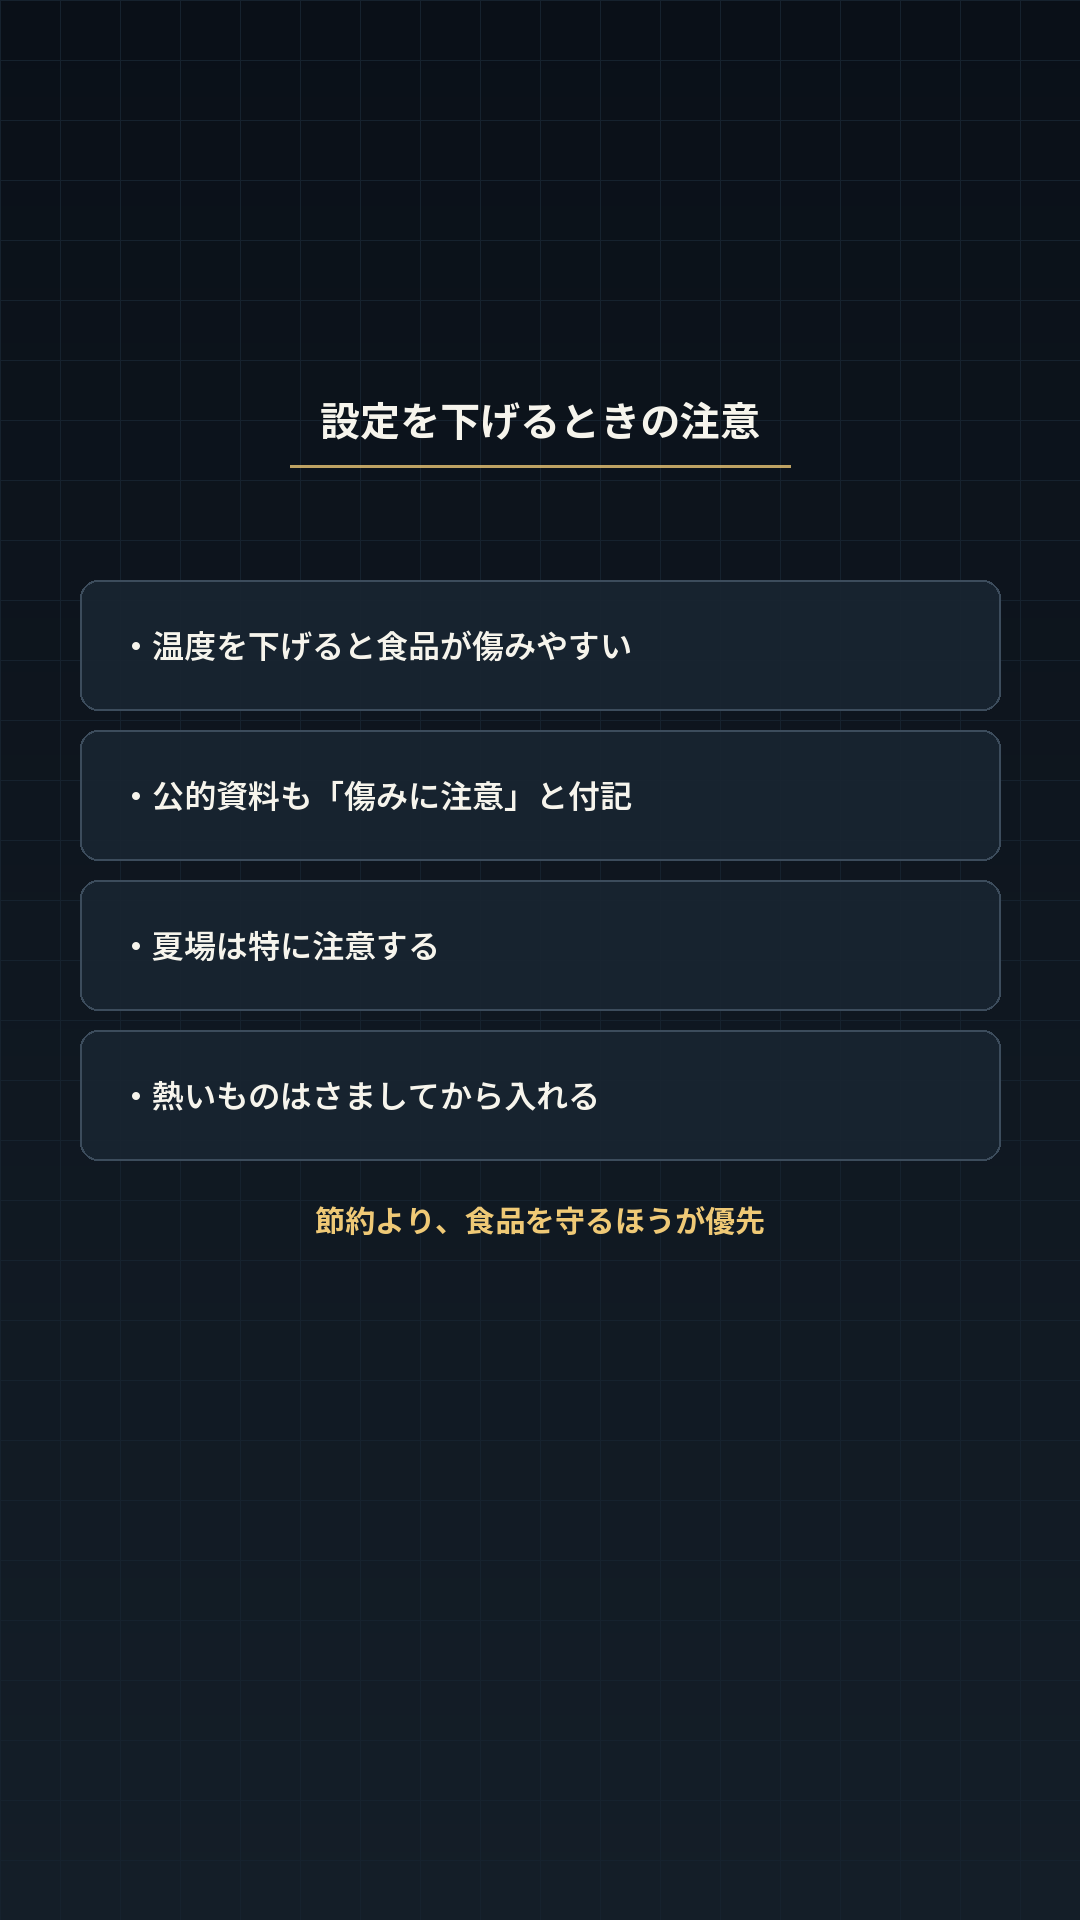 設定を下げるときの注意
・温度を下げると食品が傷みやすい
・公的資料も「傷みに注意」と付記
・夏場は特に注意する
・熱いものはさましてから入れる
節約より、食品を守るほうが優先